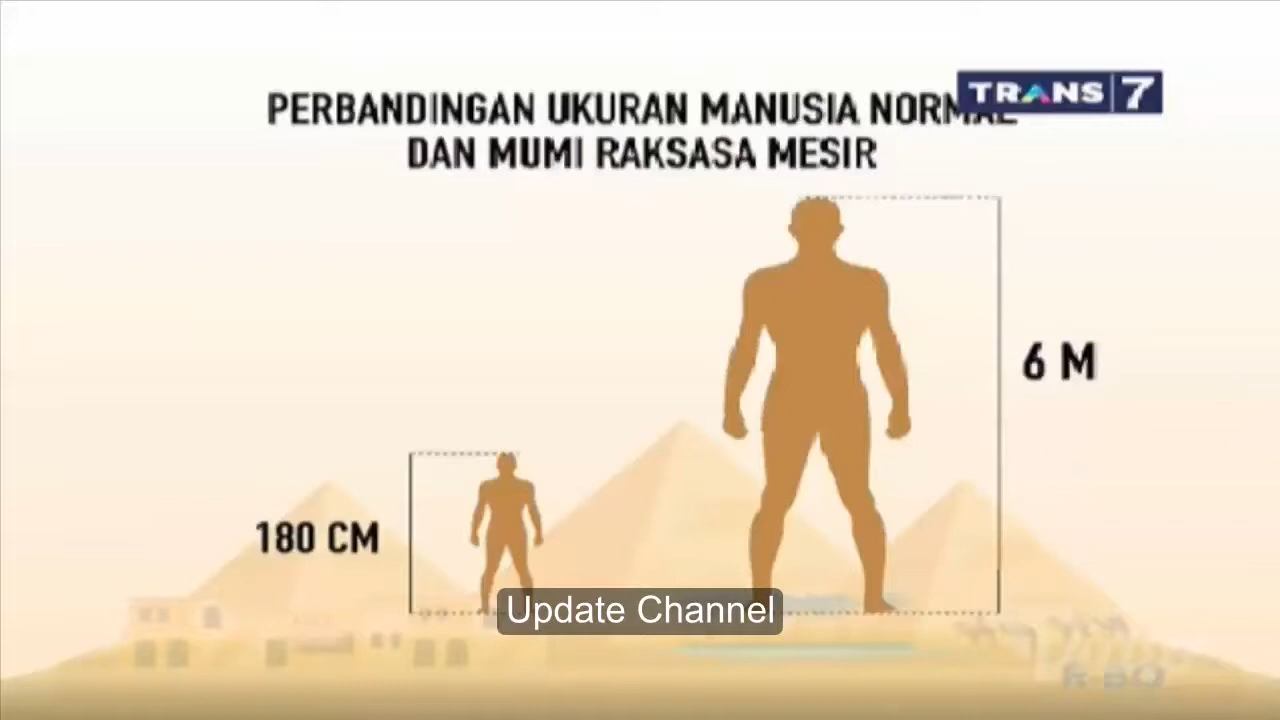 PERBANDINGAN UKURAN MANUSIA NORMAL
DAN MUMI RAKSASA MESIR
TRANS 7
6 M
180 CM
Update Channel